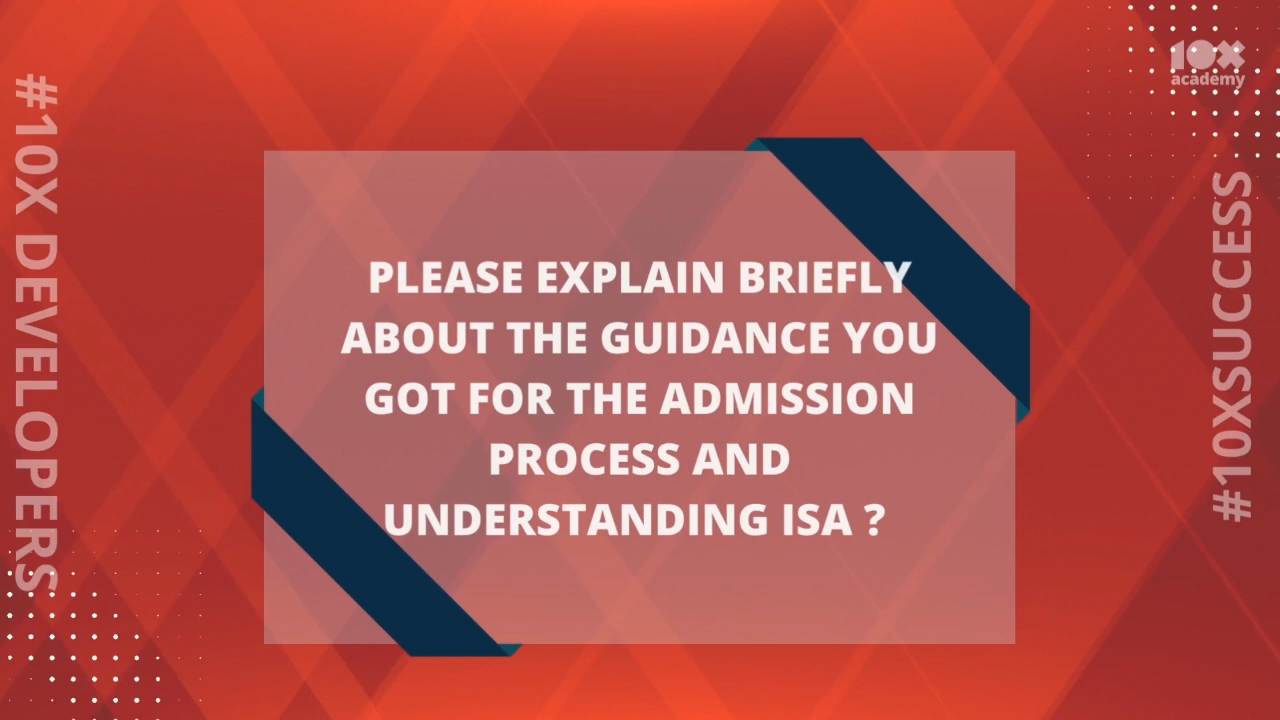 #10X DEVELOPERS
10x
academy
#10XSUCCESS
PLEASE EXPLAIN BRIEFLY
ABOUT THE GUIDANCE YOU
GOT FOR THE ADMISSION
PROCESS AND
UNDERSTANDING ISA ?